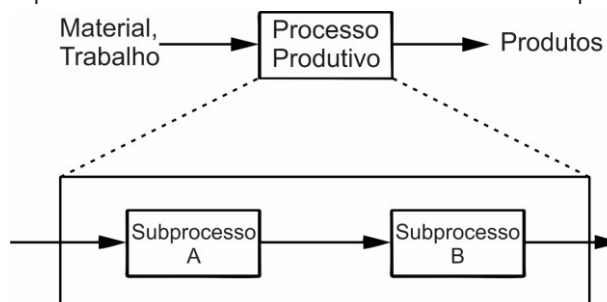 Material,
Trabalho
Processo
Produtivo
Produtos
Subprocesso
A
Subprocesso
B